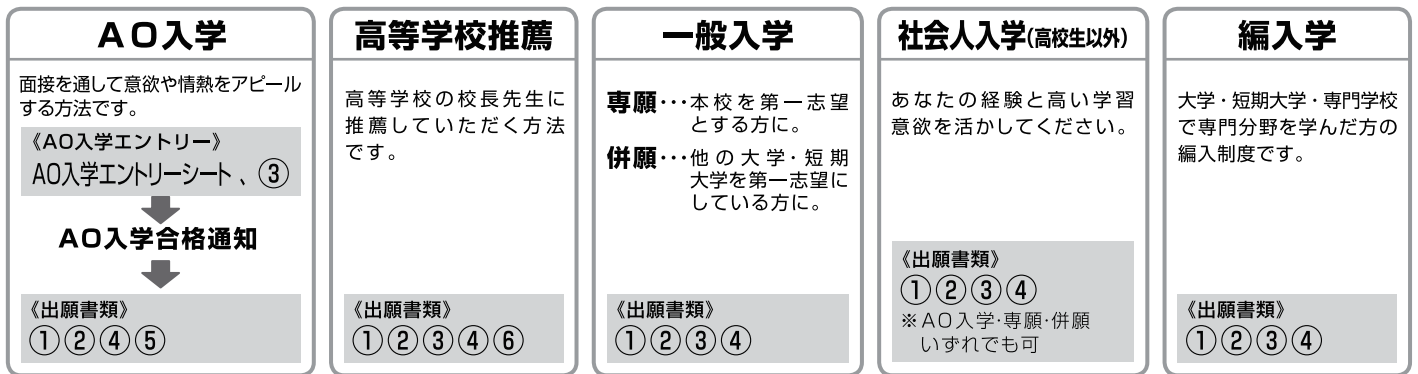 AO入学
面接を通して意欲や情熱をアピール
する方法です。
《AO入学エントリー》
AO入学エントリーシート 、③
AO入学合格通知
《出願書類》
①②④⑤
高等学校推薦
高等学校の校長先生に
推薦していただく方法
です。
《出願書類》
①②③④⑥
一般入学
専願･･･本校を第一志望
とする方に。
併願･･･他の大学・短期
大学を第一志望に
している方に。
《出願書類》
①②③④
社会人入学(高校生以外)
あなたの経験と高い学習
意欲を活かしてください。
《出願書類》
①②③④
※AO入学・専願・併願
いずれでも可
編入学
大学・短期大学・専門学校
で専門分野を学んだ方の
編入制度です。
《出願書類》
①②③④